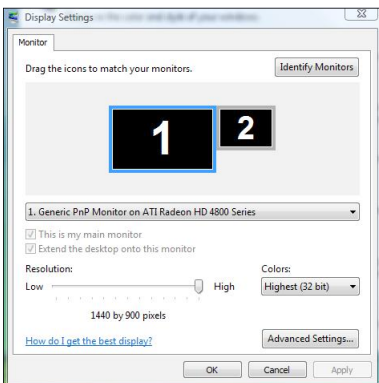 Display Settings
Monitor
Drag the icons to match your monitors.
Identify Monitors
1
2
1. Generic PnP Monitor on ATI Radeon HD 4800 Series
This is my main monitor
Extend the desktop onto this monitor
Resolution:
Colors:
Low
High
Highest (32 bit)
1440 by 900 pixels
How do I get the best display?
Advanced Settings...
OK
Cancel
Apply